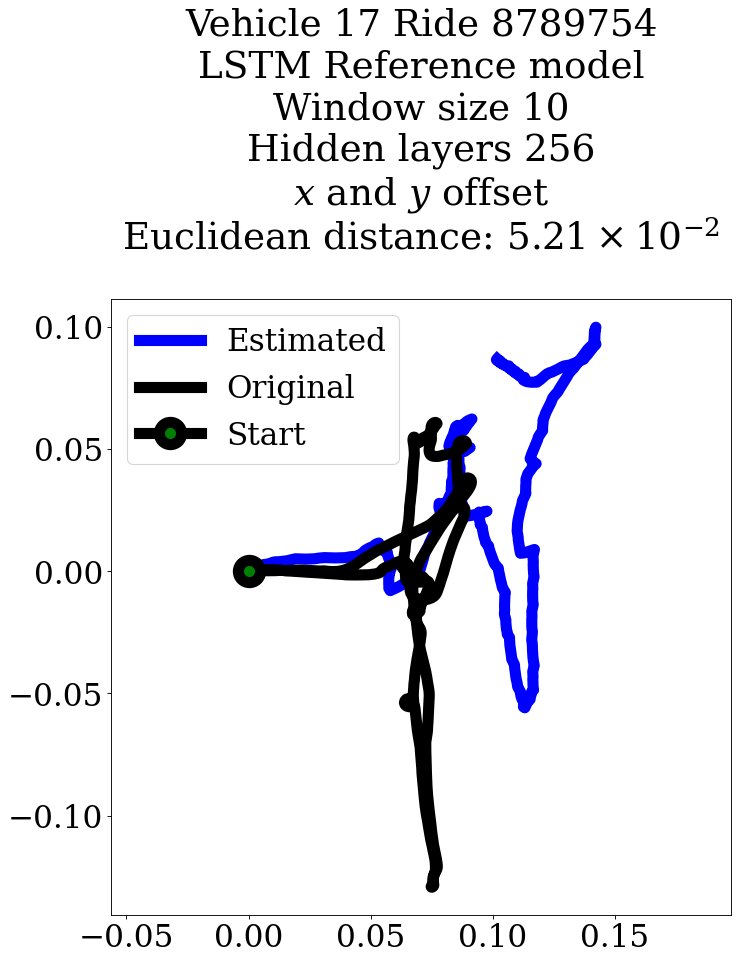 Vehicle 17 Ride 8789754
LSTM Reference model
Window size 10
Hidden layers 256
x and y offset
Euclidean distance: 5.21 × 10⁻²
Estimated
Original
Start
0.10
0.05
0.00
−0.05
−0.10
−0.05 0.00 0.05 0.10 0.15